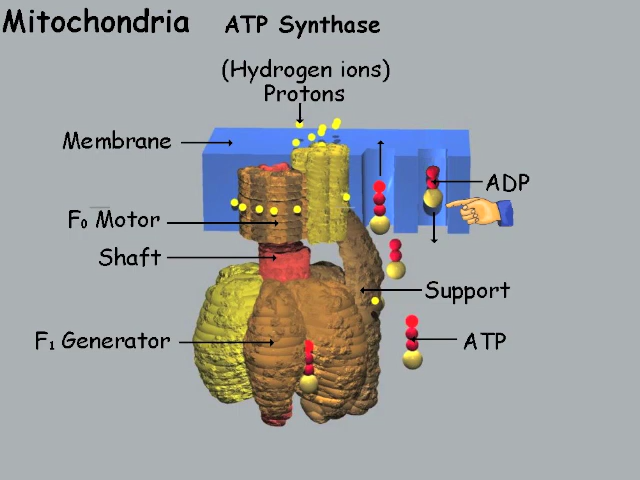 Mitochondria ATP Synthase
(Hydrogen ions)
Protons
Membrane
ADP
F₀ Motor
Shaft
Support
F₁ Generator
ATP